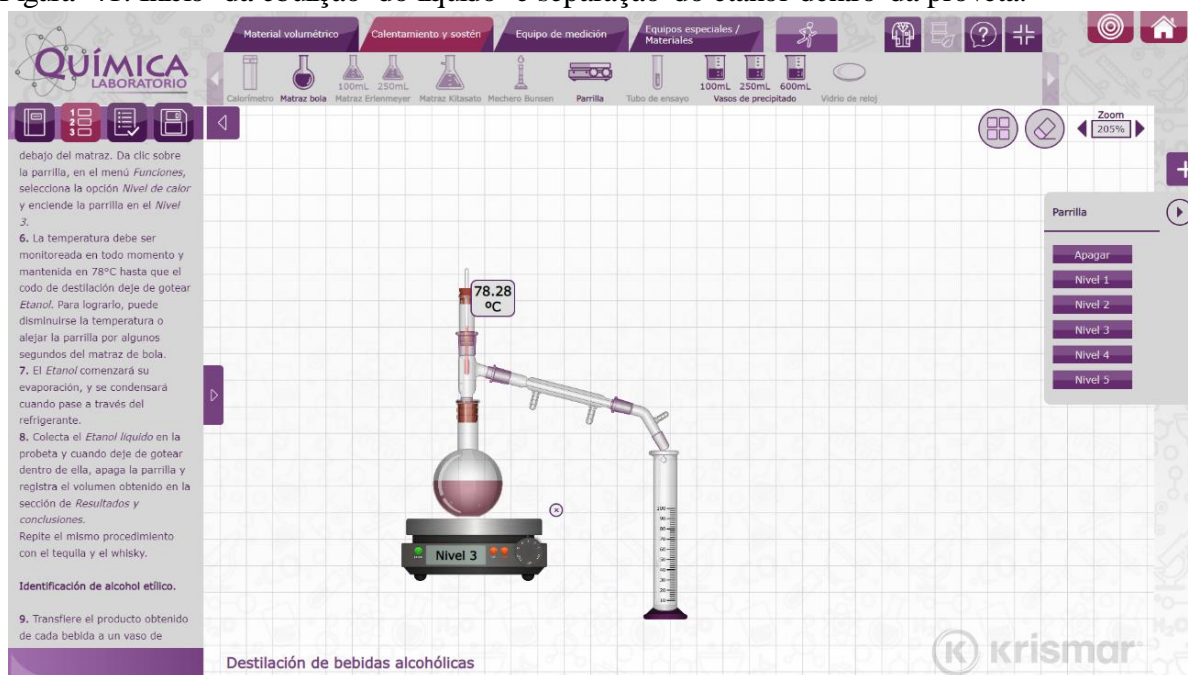 Figura 41: Início da ebulição do líquido e separação do etanol dentro da proveta.
Material volumétrico
Calentamiento y sostén
Equipo de medición
Equipos especiales /
Materiales
QUÍMICA
LABORATORIO
100mL 250mL
100mL 250mL 600mL
Calorímetro Matraz bola Matraz Erlenmeyer Matraz Kitasato Mechero Bunsen Parrilla Tubo de ensayo Vasos de precipitado Vidrio de reloj
1
2
3
Zoom
205%
debajo del matraz. Da clic sobre
la parrilla, en el menú Funciones,
selecciona la opción Nivel de calor
y enciende la parrilla en el Nivel
3.
6. La temperatura debe ser
monitoreada en todo momento y
mantenida en 78°C hasta que el
codo de destilación deje de gotear
Etanol. Para lograrlo, puede
disminuirse la temperatura o
alejar la parrilla por algunos
segundos del matraz de bola.
7. El Etanol comenzará su
evaporación, y se condensará
cuando pase a través del
refrigerante.
8. Colecta el Etanol líquido en la
probeta y cuando deje de gotear
dentro de ella, apaga la parrilla y
registra el volumen obtenido en la
sección de Resultados y
conclusiones.
Repite el mismo procedimiento
con el tequila y el whisky.
Identificación de alcohol etílico.
9. Transfiere el producto obtenido
de cada bebida a un vaso de
78.28
ºC
Nivel 3
Parrilla
Apagar
Nivel 1
Nivel 2
Nivel 3
Nivel 4
Nivel 5
Destilación de bebidas alcohólicas
K krismar